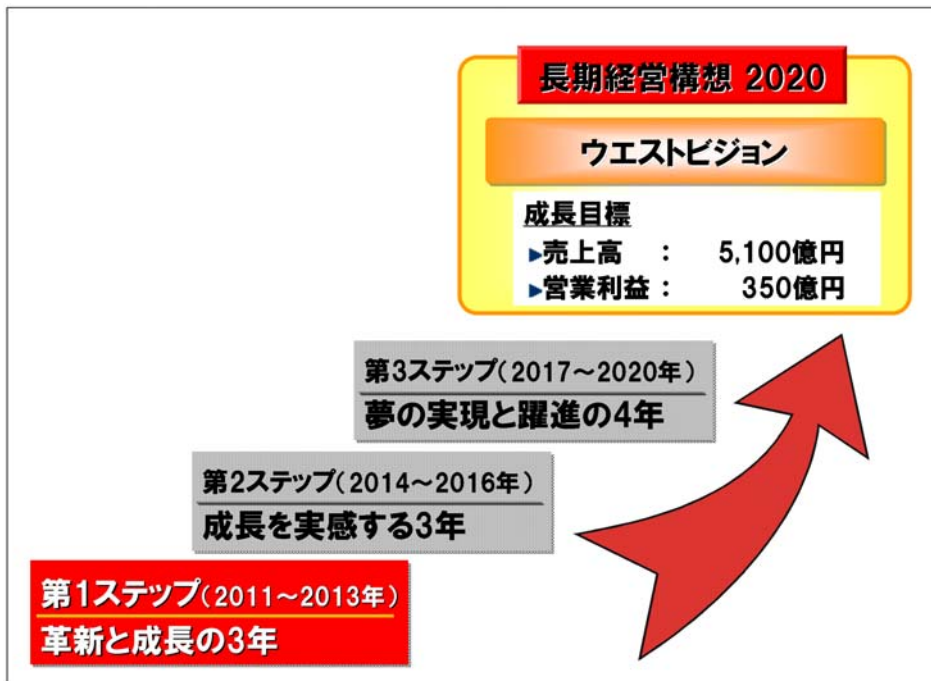 長期経営構想 2020
ウエストビジョン
成長目標
►売上高 ： 5,100億円
►営業利益： 350億円
第3ステップ（2017～2020年）
夢の実現と躍進の4年
第2ステップ（2014～2016年）
成長を実感する3年
第1ステップ（2011～2013年）
革新と成長の3年